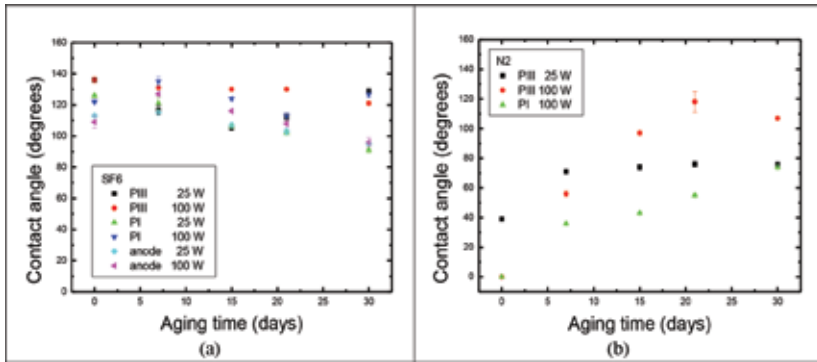 160
140
120
100
80
60
40
20
0
Contact angle (degrees)
SF6
PIII 25 W
PIII 100 W
PI 25 W
PI 100 W
anode 25 W
anode 100 W
0 5 10 15 20 25 30
Aging time (days)
(a)
160
140
120
100
80
60
40
20
0
Contact angle (degrees)
N2
PIII 25 W
PIII 100 W
PI 100 W
0 5 10 15 20 25 30
Aging time (days)
(b)